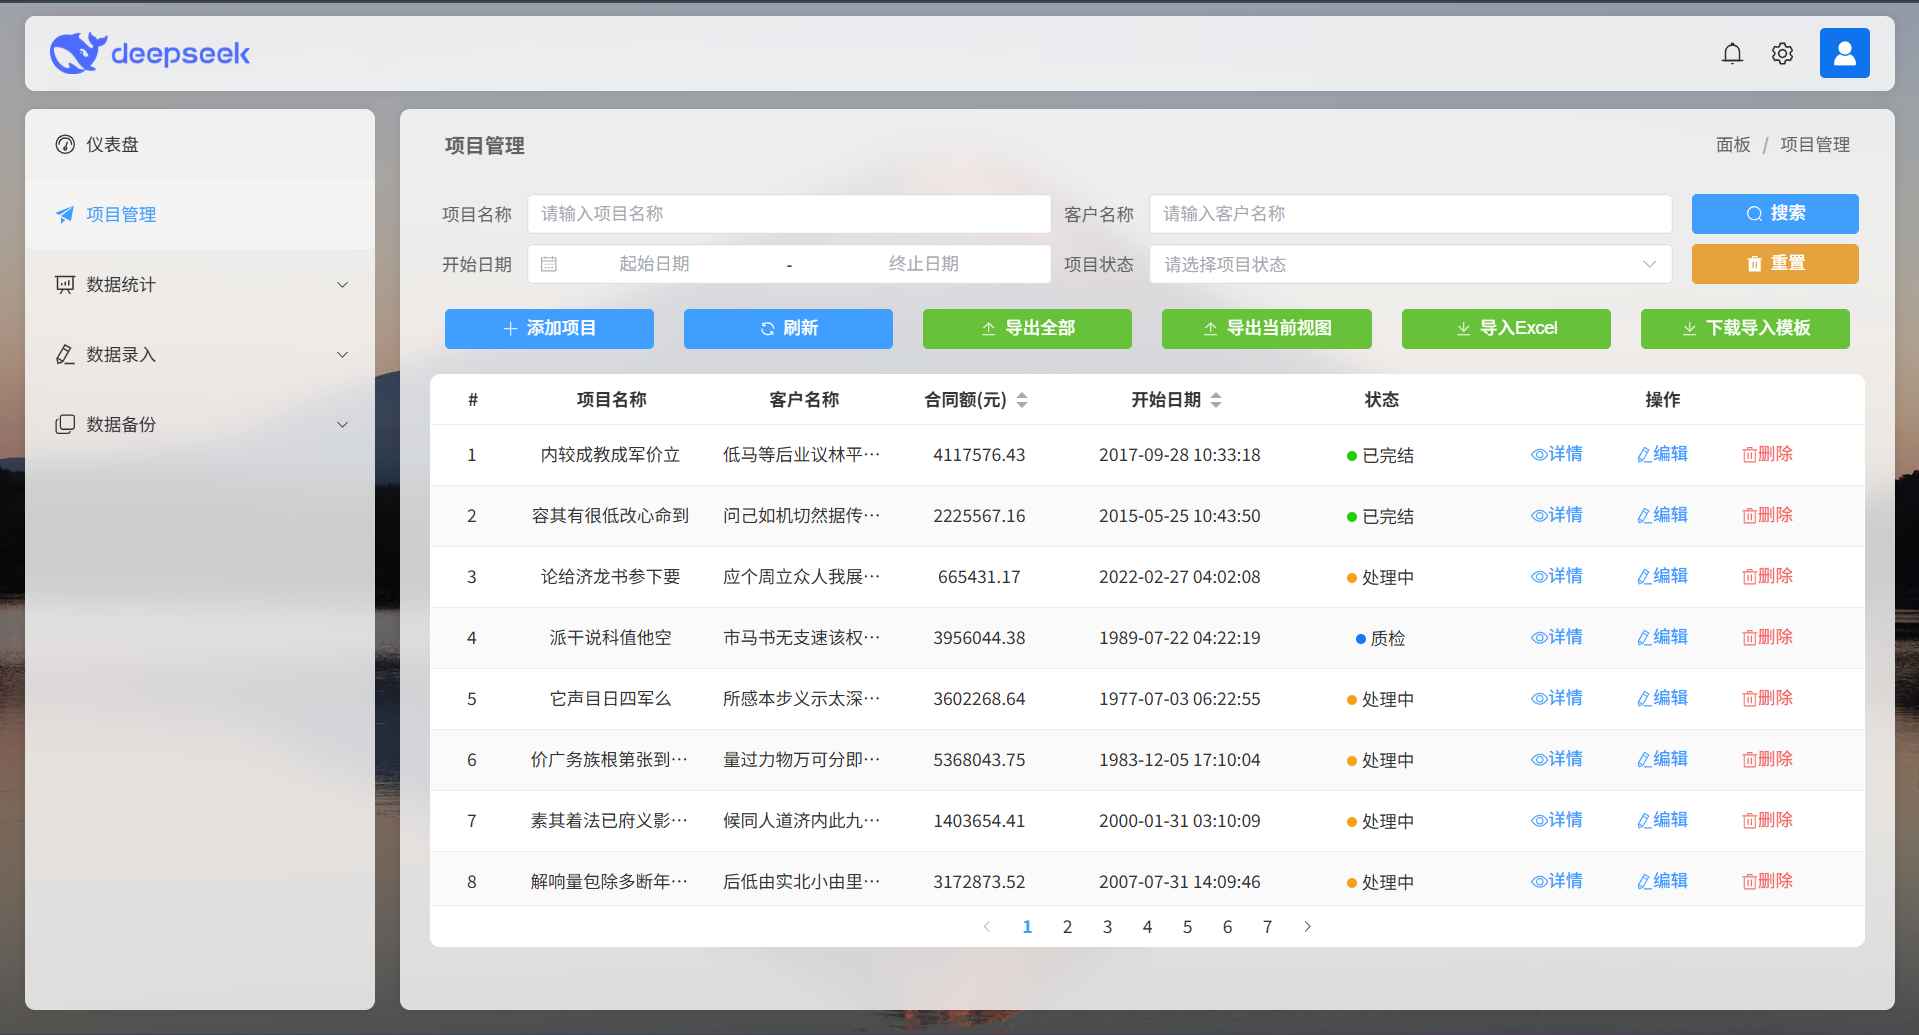 deepseek
仪表盘
项目管理
数据统计
数据录入
数据备份
项目管理
面板 / 项目管理
项目名称 请输入项目名称 客户名称 请输入客户名称 搜索
开始日期 起始日期 - 终止日期 项目状态 请选择项目状态 重置
添加项目 刷新 导出全部 导出当前视图 导入Excel 下载导入模板
# 项目名称 客户名称 合同额(元) 开始日期 状态 操作
1 内较成教成军价立 低马等后业议林平… 4117576.43 2017-09-28 10:33:18 已完结 详情 编辑 删除
2 容其有很低改心命到 问己如机切然据传… 2225567.16 2015-05-25 10:43:50 已完结 详情 编辑 删除
3 论给济龙书参下要 应个周立众人我展… 665431.17 2022-02-27 04:02:08 处理中 详情 编辑 删除
4 派干说科值他空 市马书无支速该权… 3956044.38 1989-07-22 04:22:19 质检 详情 编辑 删除
5 它声目日四军么 所感本步义示太深… 3602268.64 1977-07-03 06:22:55 处理中 详情 编辑 删除
6 价广务族根第张到… 量过力物万可分即… 5368043.75 1983-12-05 17:10:04 处理中 详情 编辑 删除
7 素其着法已府义影… 候同人道济内此九… 1403654.41 2000-01-31 03:10:09 处理中 详情 编辑 删除
8 解响量包除多断年… 后低由实北小由里… 3172873.52 2007-07-31 14:09:46 处理中 详情 编辑 删除
1 2 3 4 5 6 7